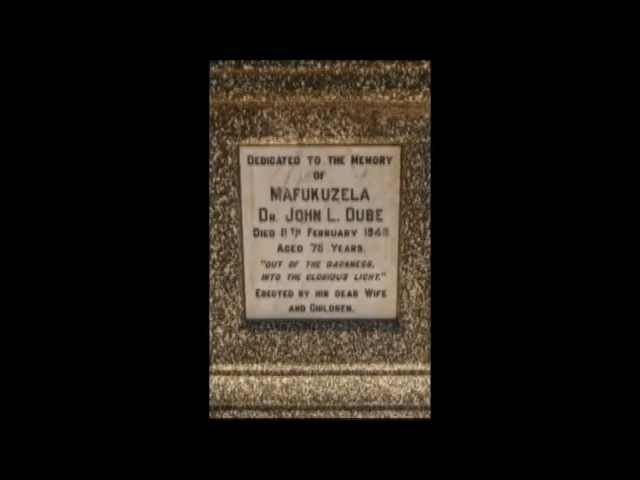 DEDICATED TO THE MEMORY
OF
MAFUKUZELA
DR. JOHN L. DUBE
DIED 11TH FEBRUARY 1946
AGED 76 YEARS.
"OUT OF THE DARKNESS,
INTO THE GLORIOUS LIGHT."
ERECTED BY HIS DEAR WIFE
AND CHILDREN.